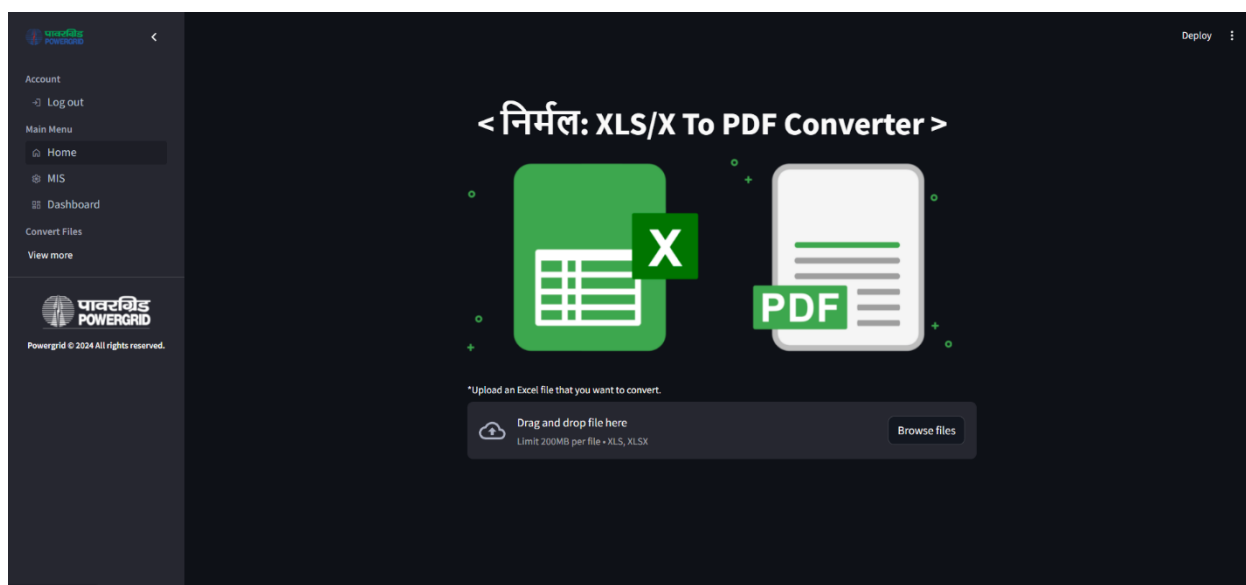 पावरग्रिड
POWERGRID
Account
Log out
Main Menu
Home
MIS
Dashboard
Convert Files
View more
पावरग्रिड
POWERGRID
Powergrid © 2024 All rights reserved.
Deploy
< निर्मल: XLS/X To PDF Converter >
X
PDF
*Upload an Excel file that you want to convert.
Drag and drop file here
Limit 200MB per file • XLS, XLSX
Browse files